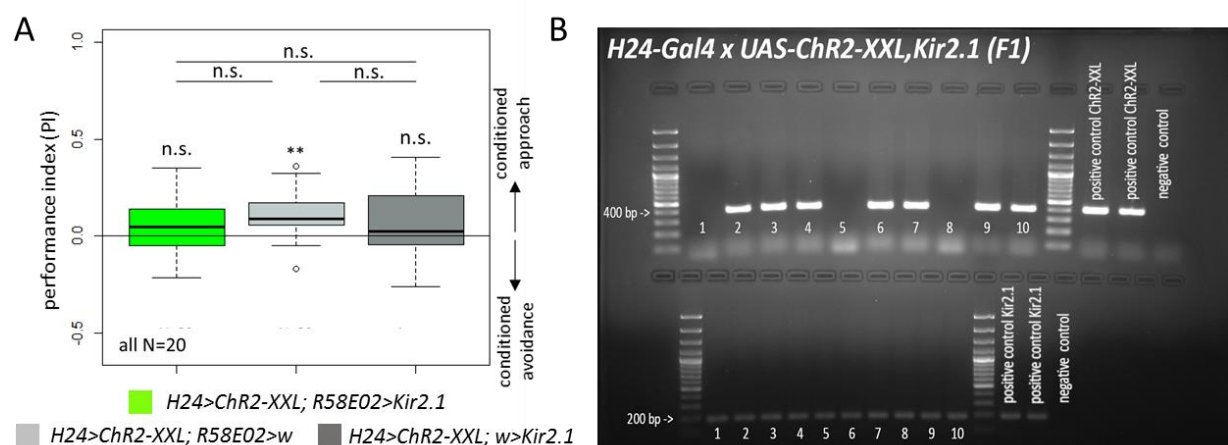 A
1.0
0.5
0.0
-0.5
performance index (PI)
n.s.
n.s.
n.s.
n.s.
**
n.s.
all N=20
conditioned
approach
conditioned
avoidance
H24>ChR2-XXL; R58E02>Kir2.1
H24>ChR2-XXL; R58E02>w
H24>ChR2-XXL; w>Kir2.1
B
H24-Gal4 x UAS-ChR2-XXL,Kir2.1 (F1)
positive control ChR2-XXL
positive control ChR2-XXL
negative control
400 bp ->
1 2 3 4 5 6 7 8 9 10
positive control Kir2.1
positive control Kir2.1
negative control
200 bp ->
1 2 3 4 5 6 7 8 9 10